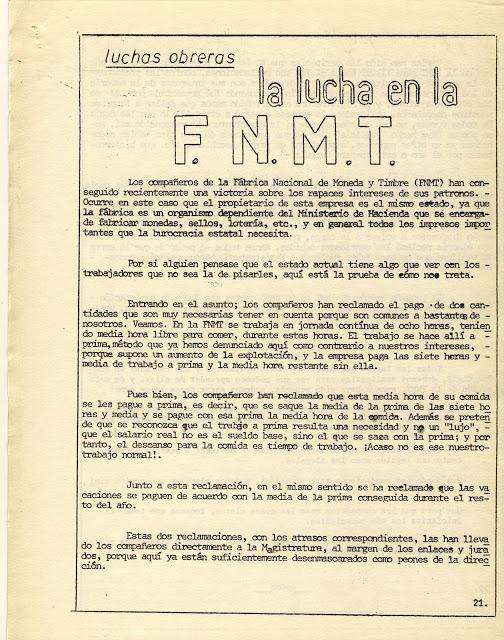 luchas obreras
la lucha en la
F.N.M.T.
Los compañeros de la Fábrica Nacional de Moneda y Timbre (FNMT) han con-
seguido recientemente una victoria sobre los rapaces intereses de sus patronos. -
Ocurre en este caso que el propietario de esta empresa es el mismo estado, ya que
la fábrica es un organismo dependiente del Ministerio de Hacienda que se encarga-
de fabricar monedas, sellos, lotería, etc., y en general todos los impresos impor
tantes que la burocracia estatal necesita.
Por si alguien pensase que el estado actual tiene algo que ver con los -
trabajadores que no sea la de pisarles, aquí está la prueba de cómo nos trata.
Entrando en el asunto; los compañeros han reclamado el pago de dos can-
tidades que son muy necesarias tener en cuenta porque son comunes a bastantes de -
nosotros. Veamos. En la FNMT se trabaja en jornada contínua de ocho horas, tenien
do media hora libre para comer, durante estas horas. El trabajo se hace allí a -
prima,método que ya hemos denunciado aquí como contrario a nuestros intereses, -
porque supone un aumento de la explotación, y la empresa paga las siete horas y -
media de trabajo a prima y la media hora restante sin ella.
Pues bien, los compañeros han reclamado que esta media hora de su comida
se les pague a prima, es decir, que se saque la media de la prima de las siete ho
ras y media y se pague con esa prima la media hora de la comida. Además se preten
de que se reconozca que el trabjo a prima resulta una necesidad y no un "lujo", -
que el salario real no es el sueldo base, sino el que se saca con la prima; y por
tanto, el descanso para la comida es tiempo de trabajo. ¡Acaso no es ese nuestro-
trabajo normal!.
Junto a esta reclamación, en el mismo sentido se ha reclamado que las va
caciones se paguen de acuerdo con la media de la prima conseguida durante el res-
to del año.
Estas dos reclamaciones, con los atrasos correspondientes, las han lleva
do los compañeros directamente a la Magistratura, al margen de los enlaces y jura
dos, porque aquí ya están suficientemente desenmascarados como peones de la direc
ción.
21.